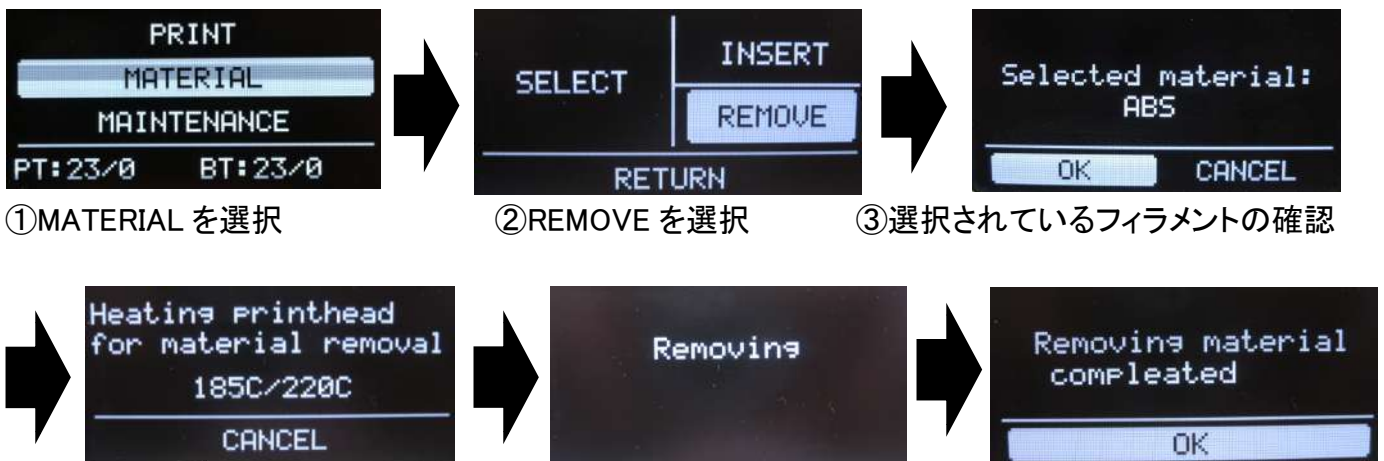 PRINT
MATERIAL
MAINTENANCE
PT:23/0 BT:23/0
SELECT
INSERT
REMOVE
RETURN
Selected material:
ABS
OK CANCEL
①MATERIAL を選択
②REMOVE を選択
③選択されているフィラメントの確認
Heating printhead
for material removal
185C/220C
CANCEL
Removing
Removing material
compleated
OK